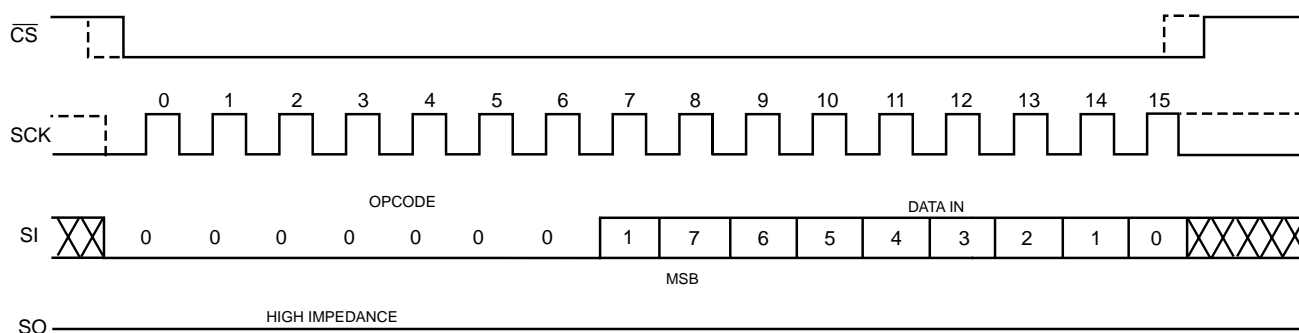 CS
0 1 2 3 4 5 6 7 8 9 10 11 12 13 14 15
SCK
OPCODE DATA IN
SI 0 0 0 0 0 0 0 1 7 6 5 4 3 2 1 0
MSB
HIGH IMPEDANCE
SO